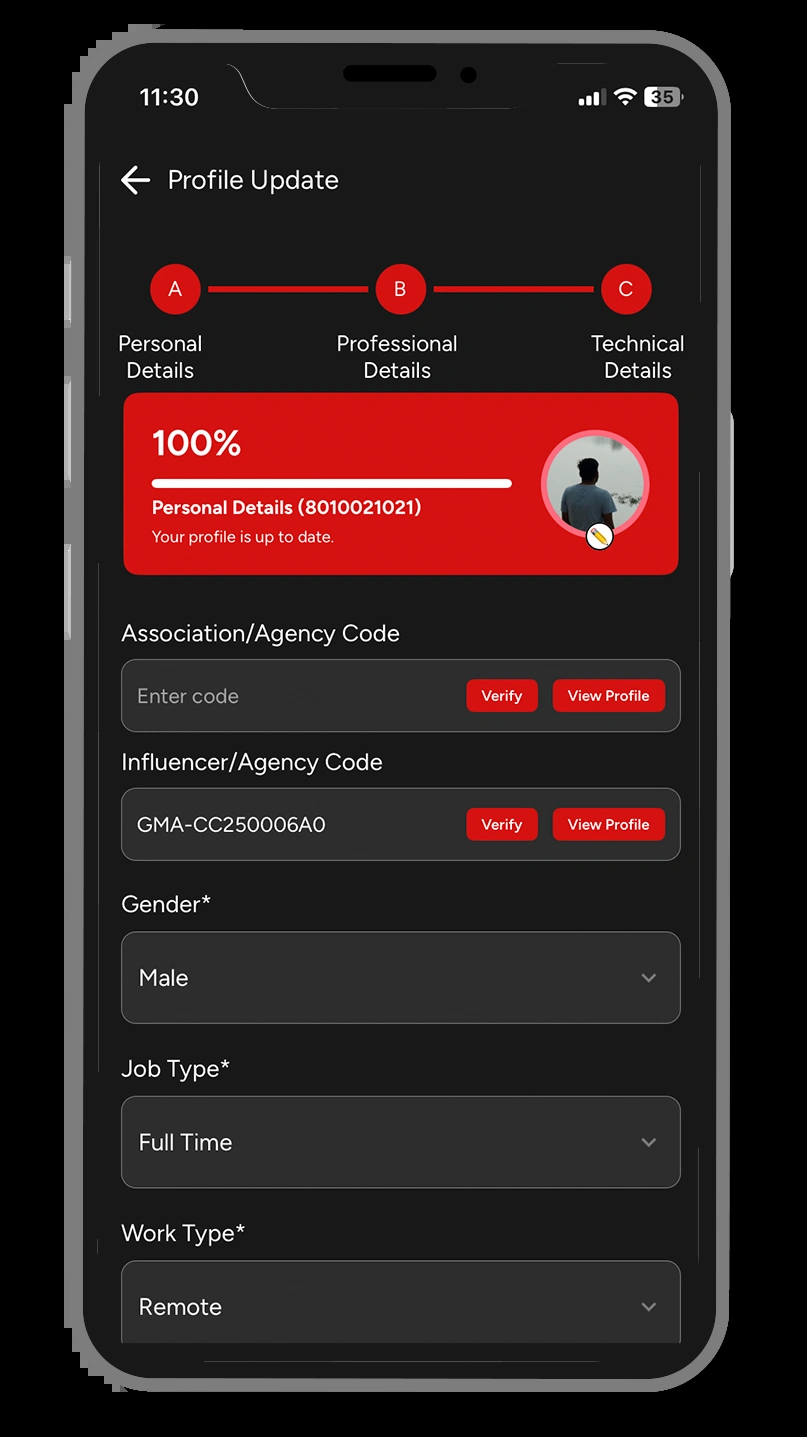 11:30
35
Profile Update
A
B
C
Personal
Details
Professional
Details
Technical
Details
100%
Personal Details (8010021021)
Your profile is up to date.
Association/Agency Code
Enter code Verify View Profile
Influencer/Agency Code
GMA-CC250006A0 Verify View Profile
Gender*
Male
Job Type*
Full Time
Work Type*
Remote